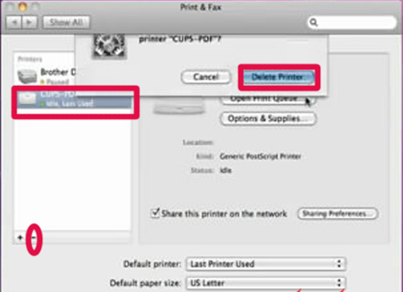 Print & Fax
Show All
printer "CUPS-PDF"?
Cancel
Delete Printer
Printers
Brother D
Paused
CUPS-PDF
Idle, Last Used
Open Print Queue...
Options & Supplies...
Location:
Kind: Generic PostScript Printer
Status: Idle
Share this printer on the network
Sharing Preferences...
+
Default printer: Last Printer Used
Default paper size: US Letter